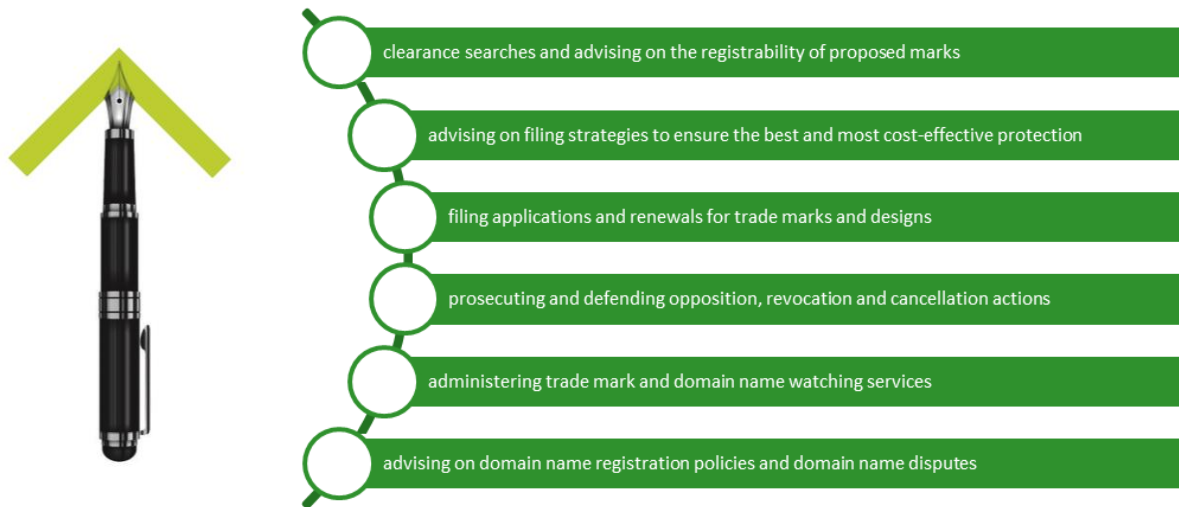 clearance searches and advising on the registrability of proposed marks
advising on filing strategies to ensure the best and most cost-effective protection
filing applications and renewals for trade marks and designs
prosecuting and defending opposition, revocation and cancellation actions
administering trade mark and domain name watching services
advising on domain name registration policies and domain name disputes